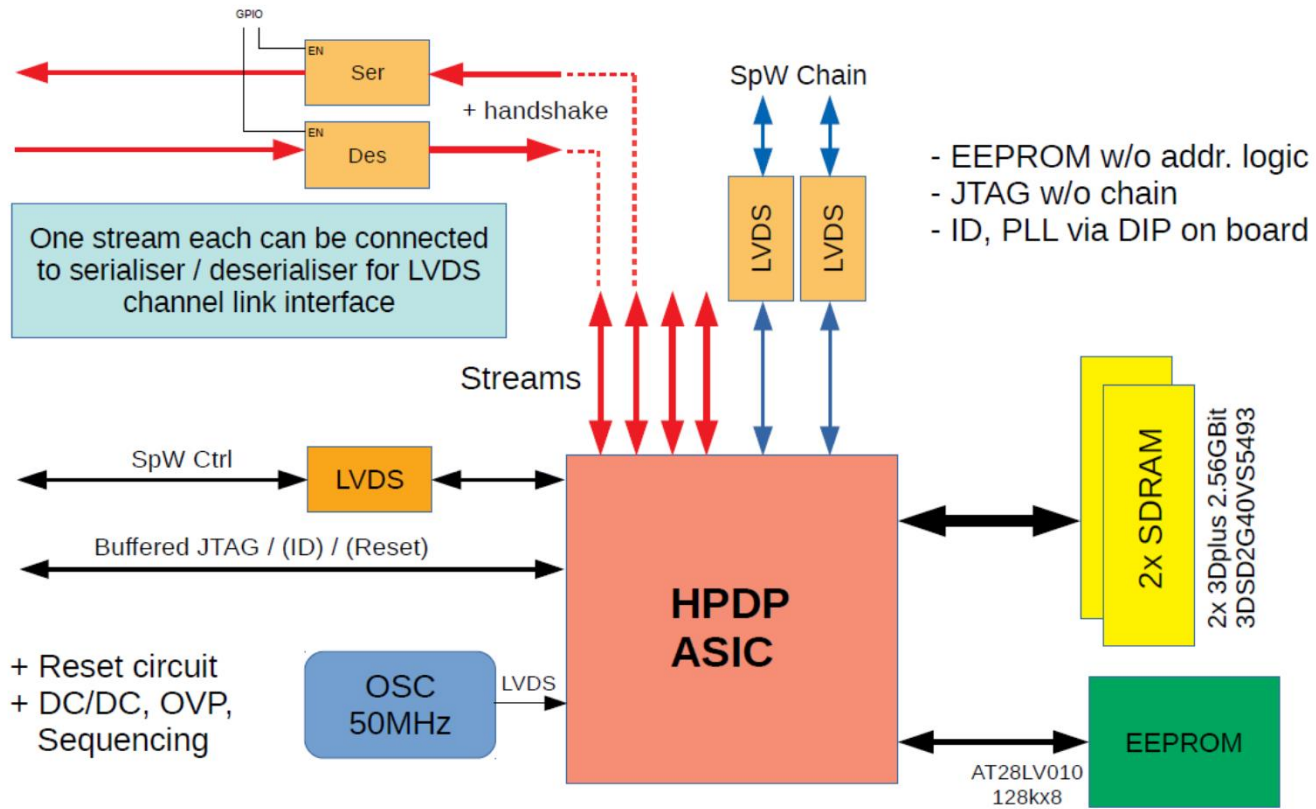 GPIO
EN
Ser
+ handshake
EN
Des
SpW Chain
LVDS
LVDS
- EEPROM w/o addr. logic
- JTAG w/o chain
- ID, PLL via DIP on board
One stream each can be connected
to serialiser / deserialiser for LVDS
channel link interface
Streams
SpW Ctrl
LVDS
Buffered JTAG / (ID) / (Reset)
HPDP
ASIC
2x SDRAM
2x 3Dplus 2.56GBit
3DSD2G40VS5493
+ Reset circuit
+ DC/DC, OVP,
Sequencing
OSC
50MHz
LVDS
EEPROM
AT28LV010
128kx8